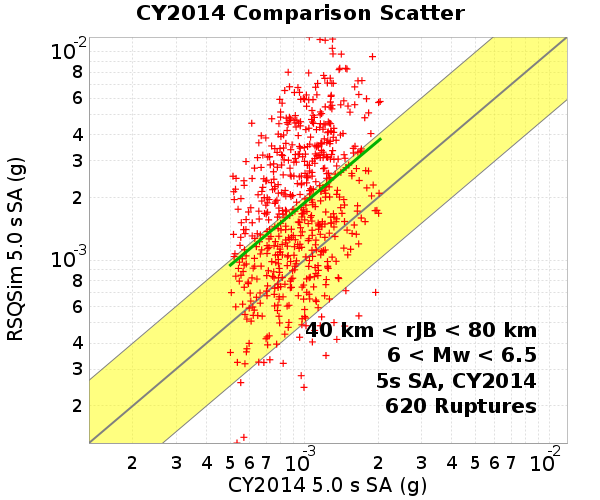 CY2014 Comparison Scatter
RSQSim 5.0 s SA (g)
10-2
8
6
4
3
2
10-3
8
6
4
3
2
40 km < rJB < 80 km
6 < Mw < 6.5
5s SA, CY2014
620 Ruptures
2 3 4 5 6 7 10-3 2 3 4 5 6 7 10-2
CY2014 5.0 s SA (g)